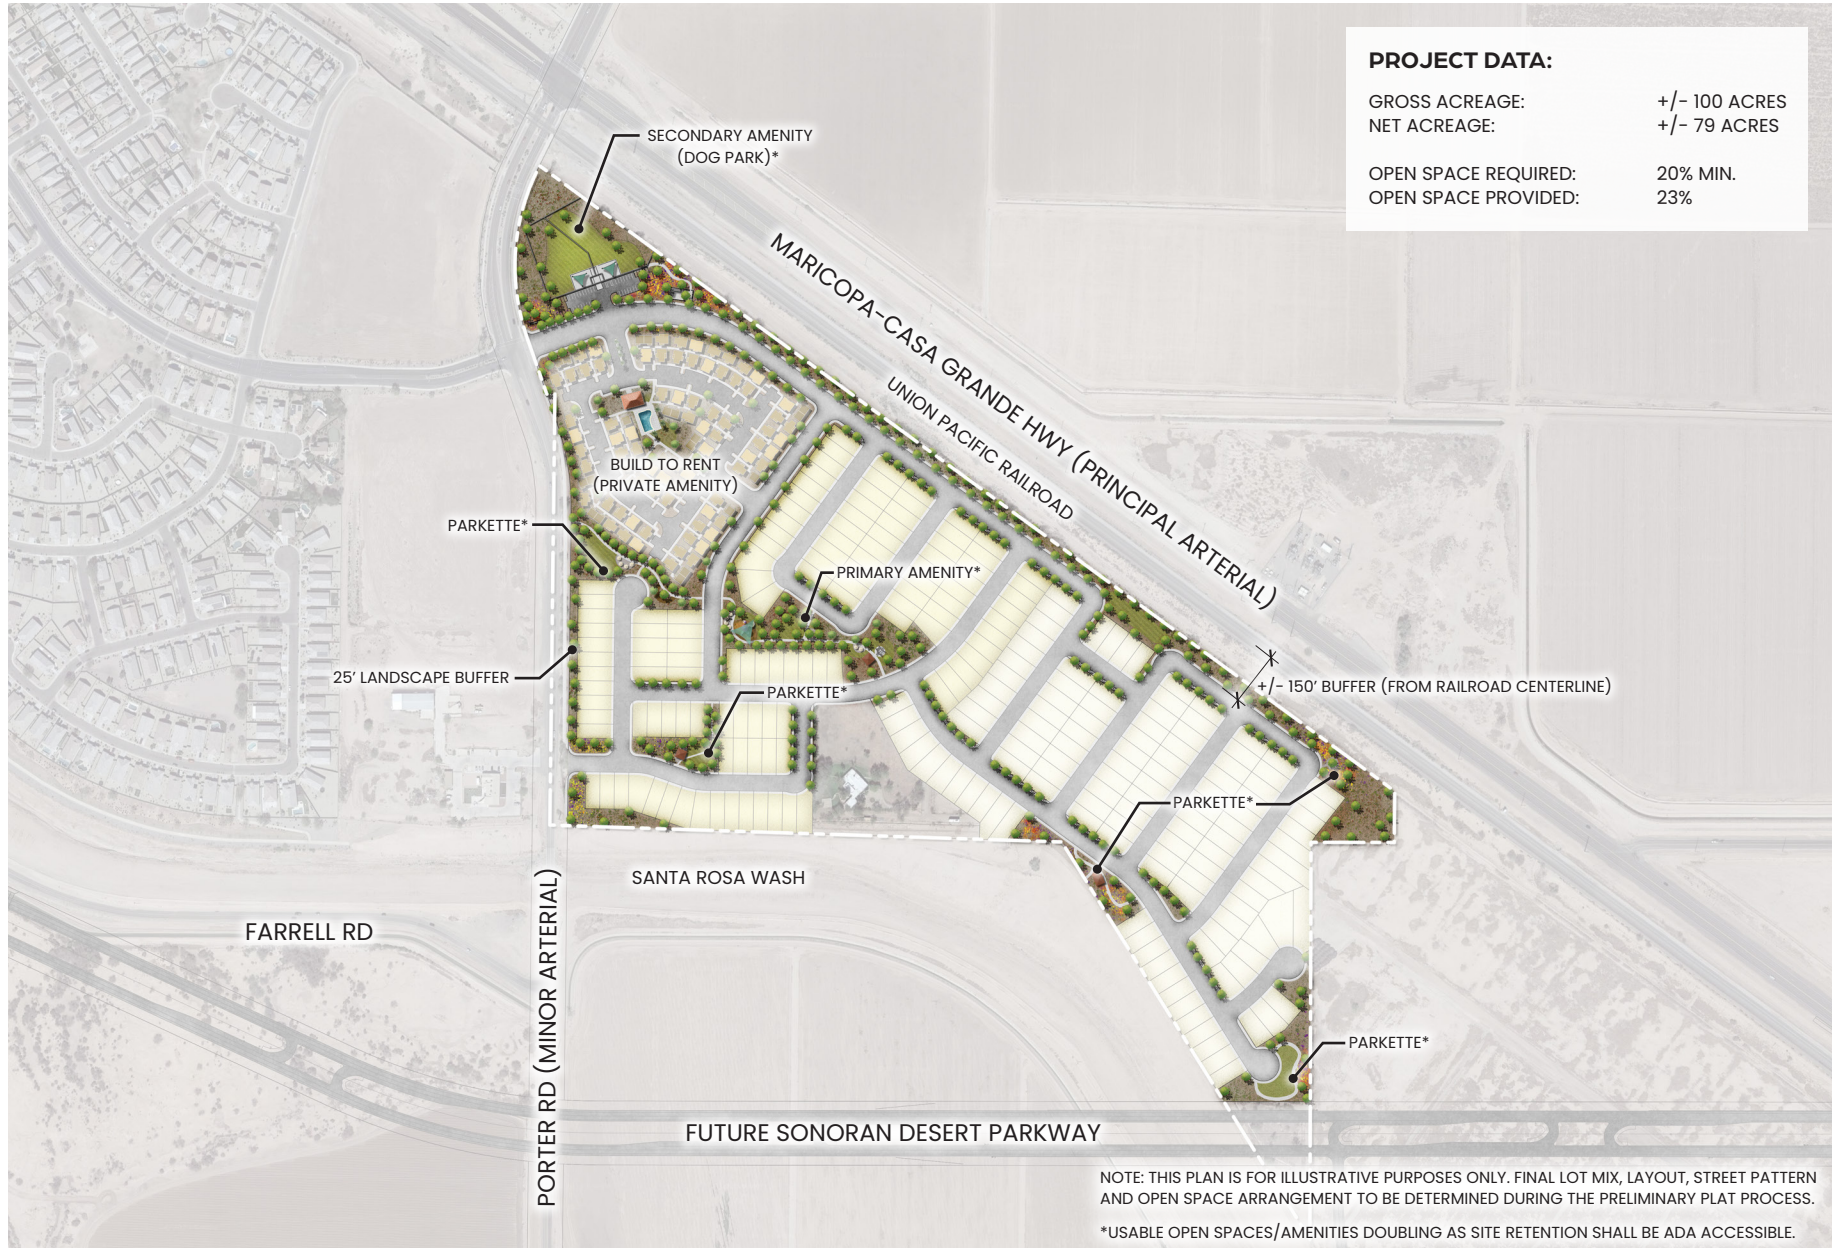 PROJECT DATA:
GROSS ACREAGE: +/- 100 ACRES
NET ACREAGE: +/- 79 ACRES
OPEN SPACE REQUIRED: 20% MIN.
OPEN SPACE PROVIDED: 23%
SECONDARY AMENITY
(DOG PARK)*
MARICOPA-CASA GRANDE HWY (PRINCIPAL ARTERIAL)
UNION PACIFIC RAILROAD
BUILD TO RENT
(PRIVATE AMENITY)
PARKETTE*
PRIMARY AMENITY*
25' LANDSCAPE BUFFER
PARKETTE*
+/- 150' BUFFER (FROM RAILROAD CENTERLINE)
PARKETTE*
SANTA ROSA WASH
FARRELL RD
PORTER RD (MINOR ARTERIAL)
PARKETTE*
FUTURE SONORAN DESERT PARKWAY
NOTE: THIS PLAN IS FOR ILLUSTRATIVE PURPOSES ONLY. FINAL LOT MIX, LAYOUT, STREET PATTERN
AND OPEN SPACE ARRANGEMENT TO BE DETERMINED DURING THE PRELIMINARY PLAT PROCESS.
*USABLE OPEN SPACES/AMENITIES DOUBLING AS SITE RETENTION SHALL BE ADA ACCESSIBLE.